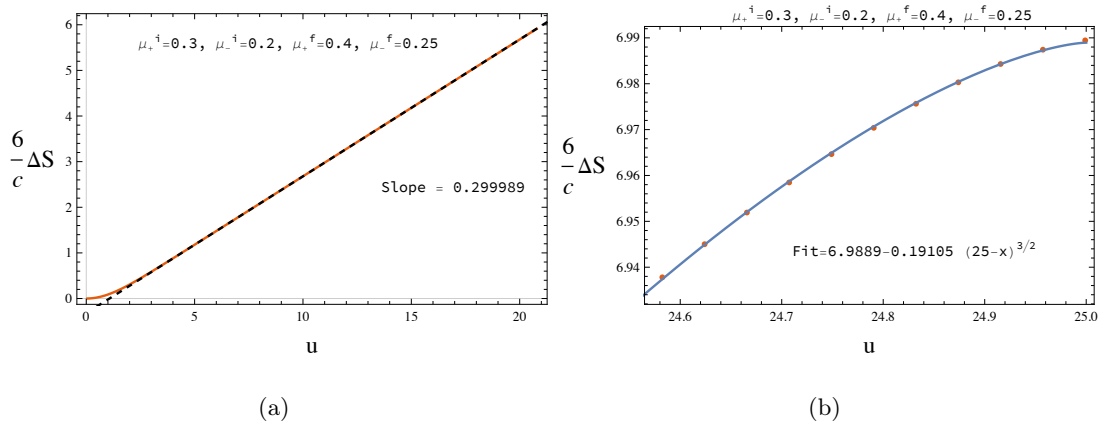 μ₊ⁱ=0.3, μ₋ⁱ=0.2, μ₊ᶠ=0.4, μ₋ᶠ=0.25
6
5
4
3
2
1
0
6/c ΔS
Slope = 0.299989
0 5 10 15 20
u
(a)
μ₊ⁱ=0.3, μ₋ⁱ=0.2, μ₊ᶠ=0.4, μ₋ᶠ=0.25
6.99
6.98
6.97
6.96
6.95
6.94
6/c ΔS
Fit=6.9889-0.19105 (25-x)^3/2
24.6 24.7 24.8 24.9 25.0
u
(b)